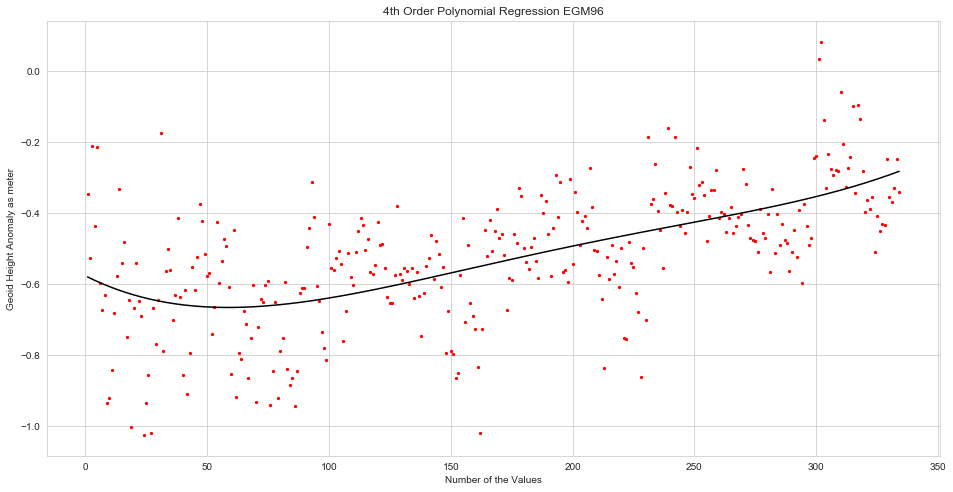 4th Order Polynomial Regression EGM96
Geoid Height Anomaly as meter
0.0
−0.2
−0.4
−0.6
−0.8
−1.0
0 50 100 150 200 250 300 350
Number of the Values